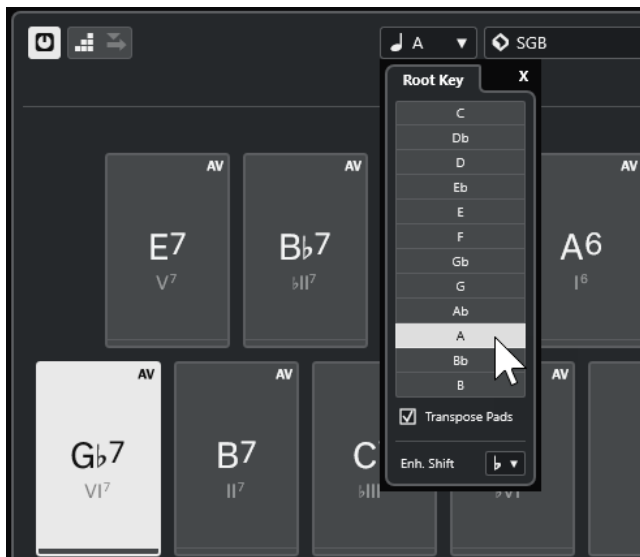 A
SGB
Root Key
X
C
Db
D
Eb
E
F
Gb
G
Ab
A
Bb
B
Transpose Pads
Enh. Shift ♭
AV AV AV
E7 B♭7 A6
V7 ♭II7 I6
AV AV AV
G♭7 B7 C
VI7 II7 ♭III ♭VI